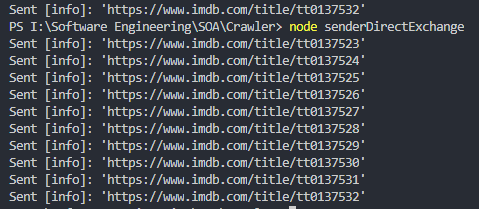 Sent [info]: 'https://www.imdb.com/title/tt0137532'
PS I:\Software Engineering\SOA\Crawler> node senderDirectExchange
Sent [info]: 'https://www.imdb.com/title/tt0137523'
Sent [info]: 'https://www.imdb.com/title/tt0137524'
Sent [info]: 'https://www.imdb.com/title/tt0137525'
Sent [info]: 'https://www.imdb.com/title/tt0137526'
Sent [info]: 'https://www.imdb.com/title/tt0137527'
Sent [info]: 'https://www.imdb.com/title/tt0137528'
Sent [info]: 'https://www.imdb.com/title/tt0137529'
Sent [info]: 'https://www.imdb.com/title/tt0137530'
Sent [info]: 'https://www.imdb.com/title/tt0137531'
Sent [info]: 'https://www.imdb.com/title/tt0137532'